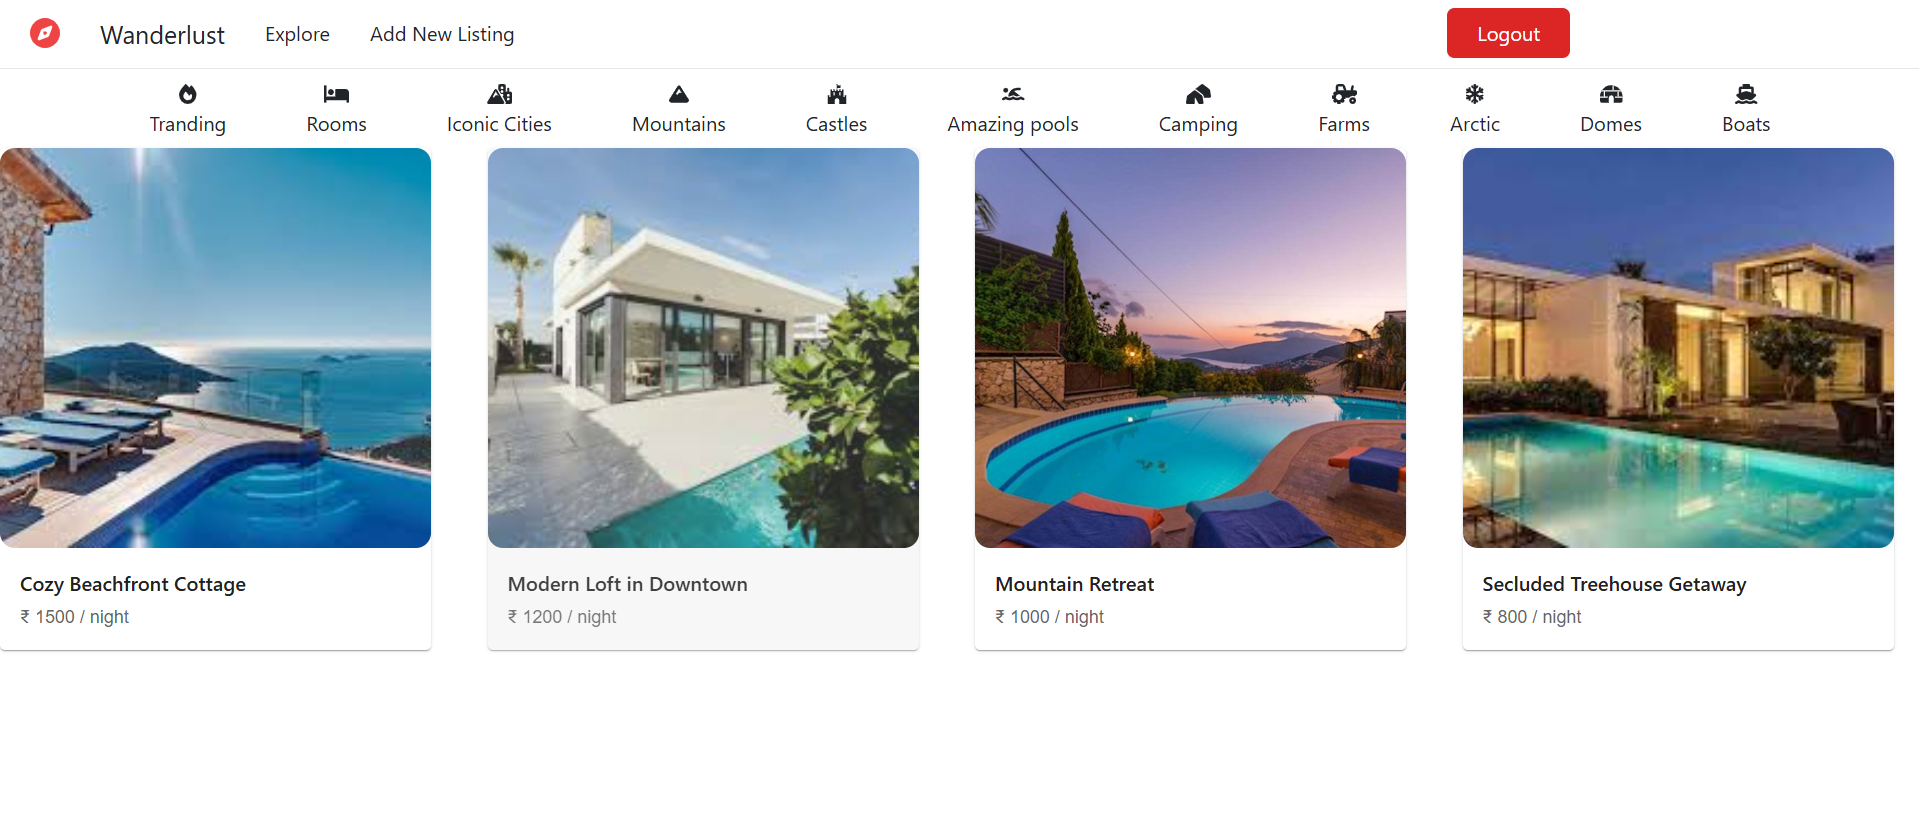 Wanderlust Explore Add New Listing Logout
Tranding Rooms Iconic Cities Mountains Castles Amazing pools Camping Farms Arctic Domes Boats
Cozy Beachfront Cottage
₹ 1500 / night
Modern Loft in Downtown
₹ 1200 / night
Mountain Retreat
₹ 1000 / night
Secluded Treehouse Getaway
₹ 800 / night